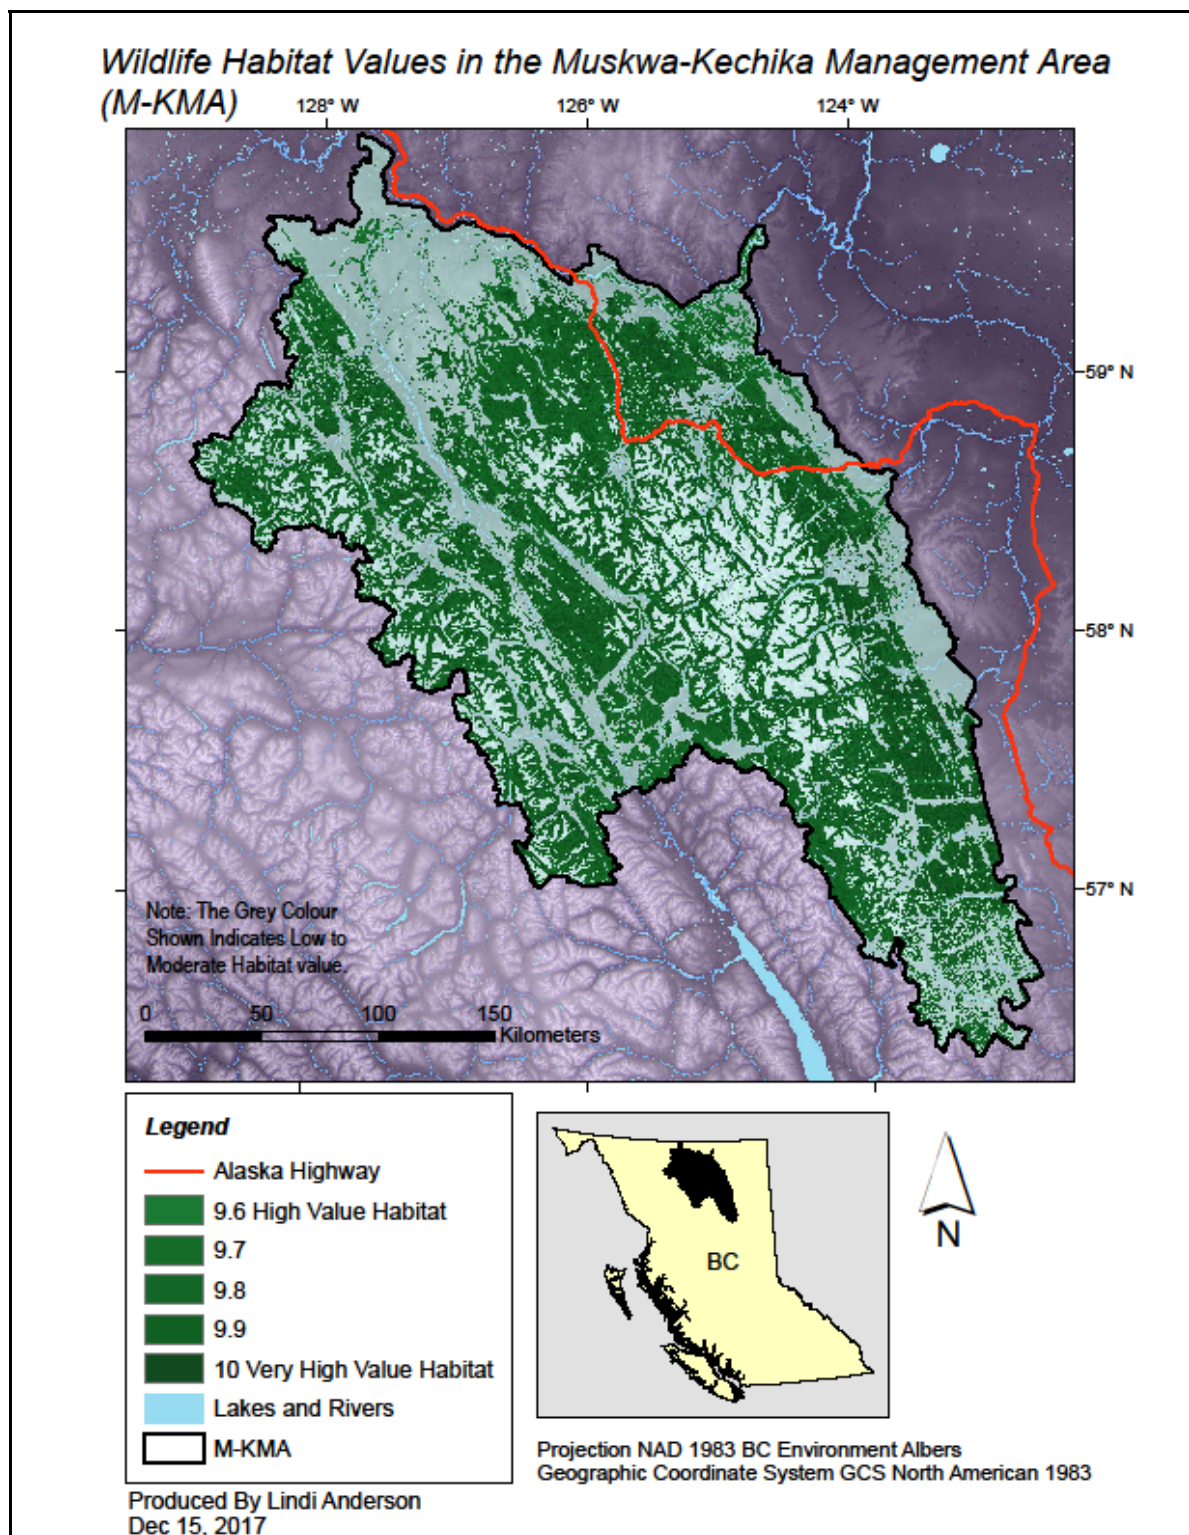 Wildlife Habitat Values in the Muskwa-Kechika Management Area
(M-KMA)
128° W
126° W
124° W
59° N
58° N
57° N
Note: The Grey Colour
Shown Indicates Low to
Moderate Habitat value.
0 50 100 150
Kilometers
Legend
Alaska Highway
9.6 High Value Habitat
9.7
9.8
9.9
10 Very High Value Habitat
Lakes and Rivers
M-KMA
BC
N
Projection NAD 1983 BC Environment Albers
Geographic Coordinate System GCS North American 1983
Produced By Lindi Anderson
Dec 15, 2017